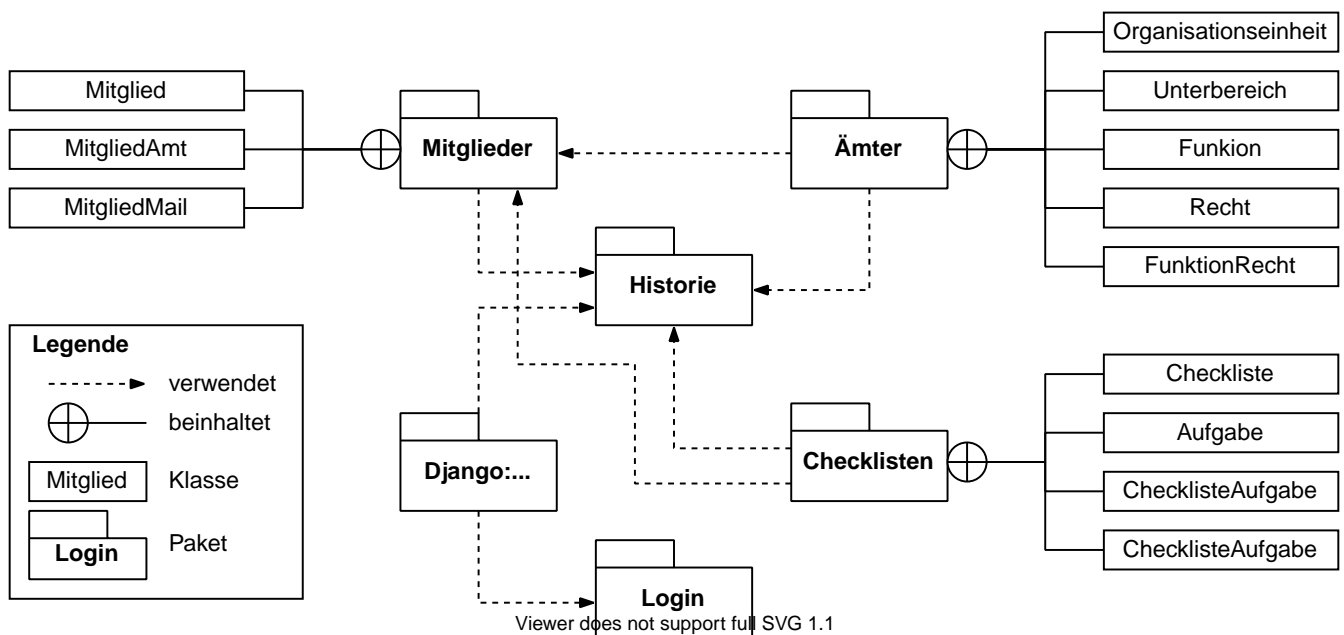 Organisationseinheit
Mitglied
Unterbereich
MitgliedAmt
Mitglieder
Ämter
Funkion
MitgliedMail
Recht
Historie
FunktionRecht
Legende
verwendet
beinhaltet
Mitglied
Klasse
Login
Paket
Django:...
Checklisten
Checkliste
Aufgabe
ChecklisteAufgabe
ChecklisteAufgabe
Login
Viewer does not support full SVG 1.1